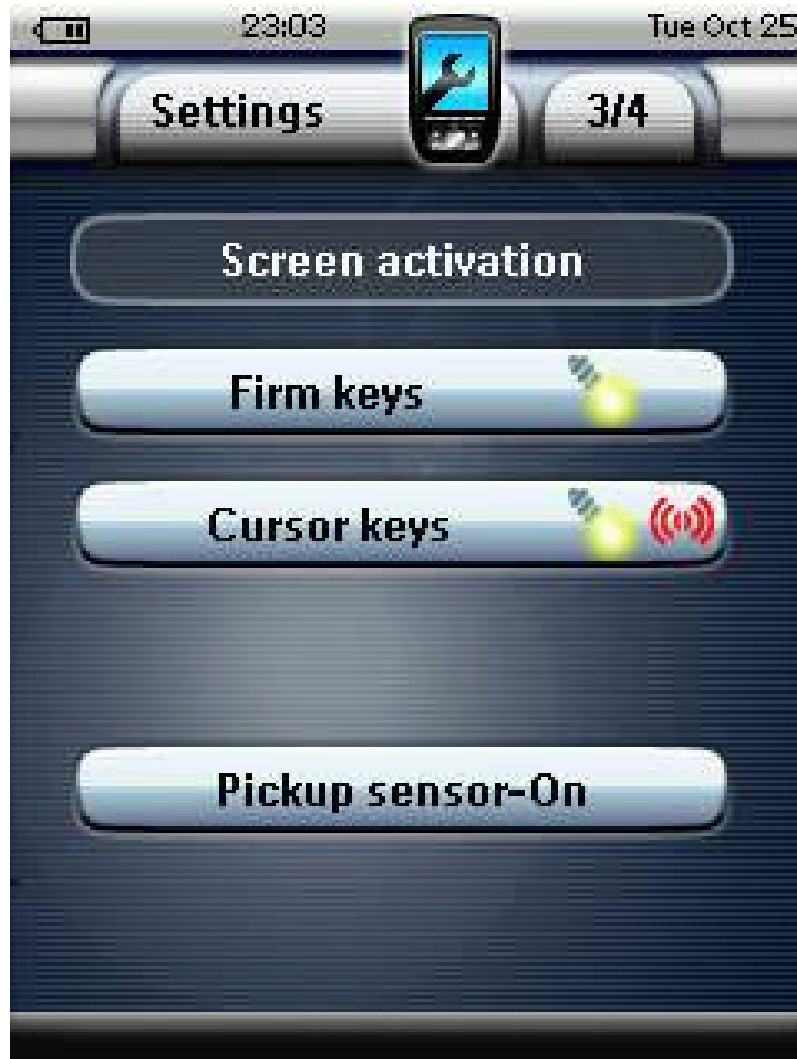 23:03 Tue Oct 25
Settings 3/4
Screen activation
Firm keys
Cursor keys
Pickup sensor-On